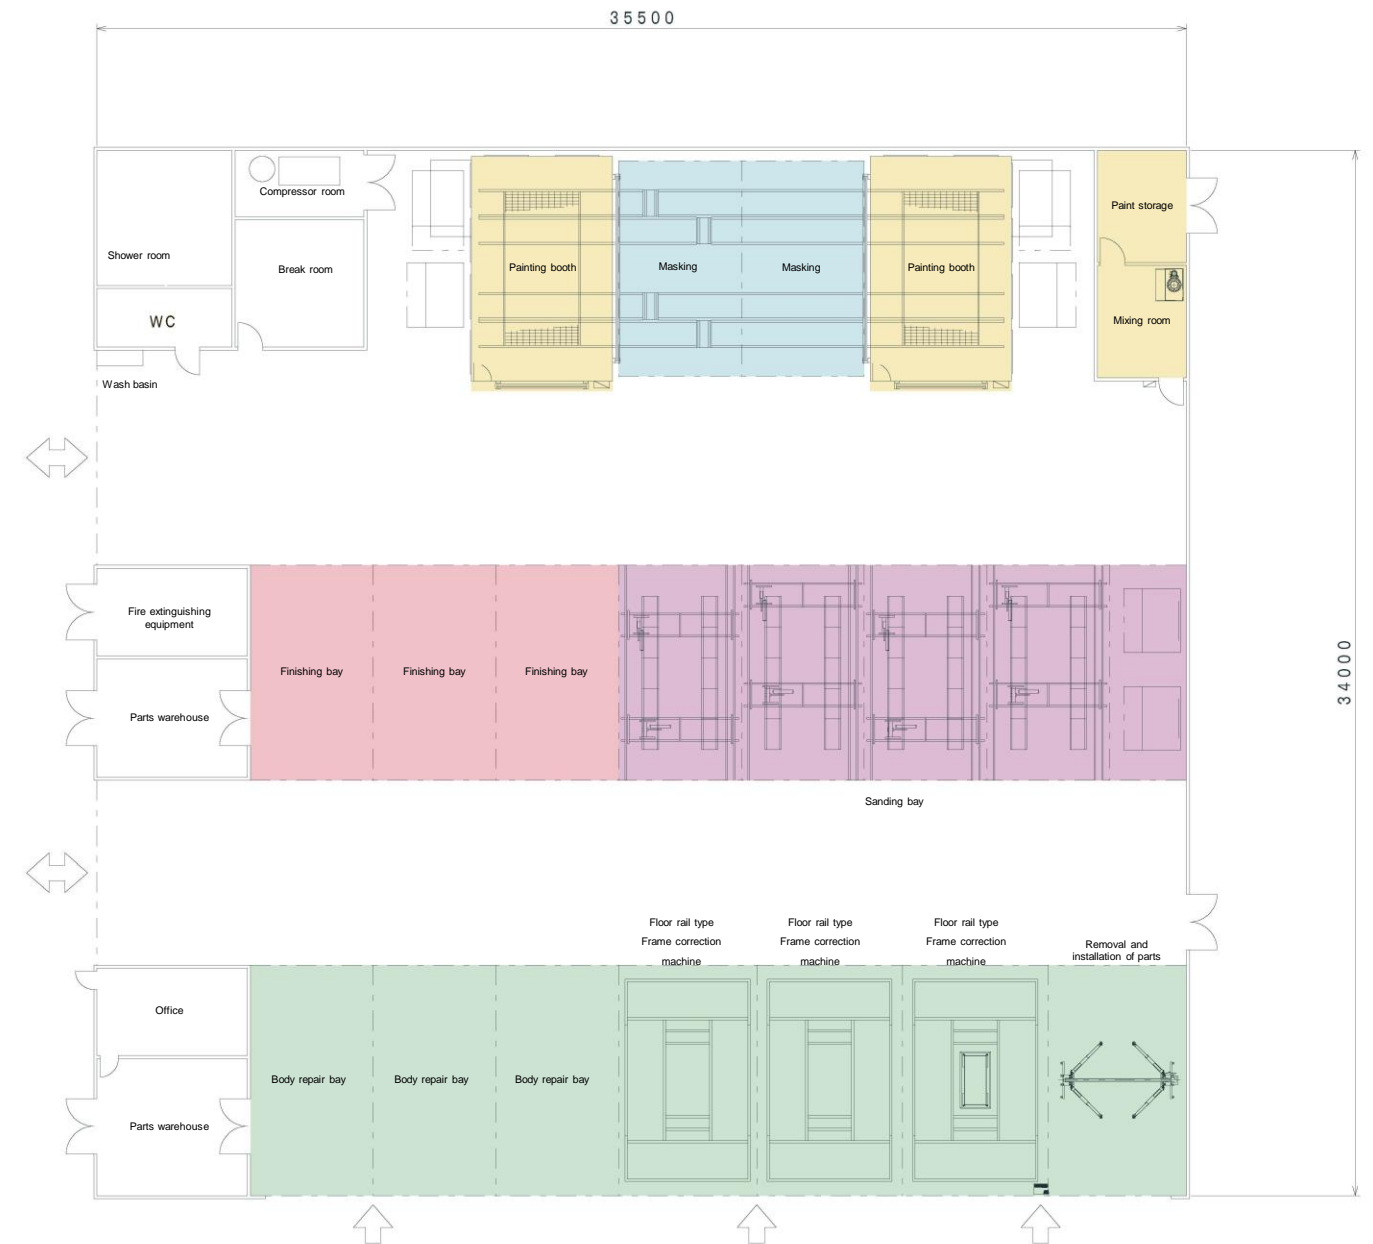 35500
Compressor room
Paint storage
Shower room
Break room
Painting booth
Masking
Masking
Painting booth
WC
Mixing room
Wash basin
Fire extinguishing
equipment
Finishing bay
Finishing bay
Finishing bay
34000
Parts warehouse
Sanding bay
Floor rail type
Frame correction
machine
Floor rail type
Frame correction
machine
Floor rail type
Frame correction
machine
Removal and
installation of parts
Office
Body repair bay
Body repair bay
Body repair bay
Parts warehouse